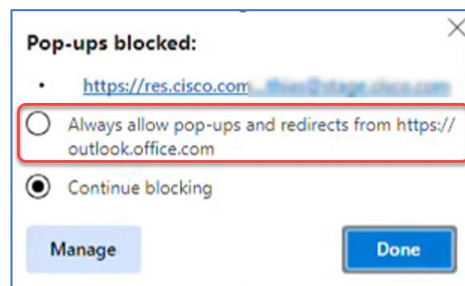 Pop-ups blocked:
https://res.cisco.com
Always allow pop-ups and redirects from https://
outlook.office.com
Continue blocking
Manage
Done